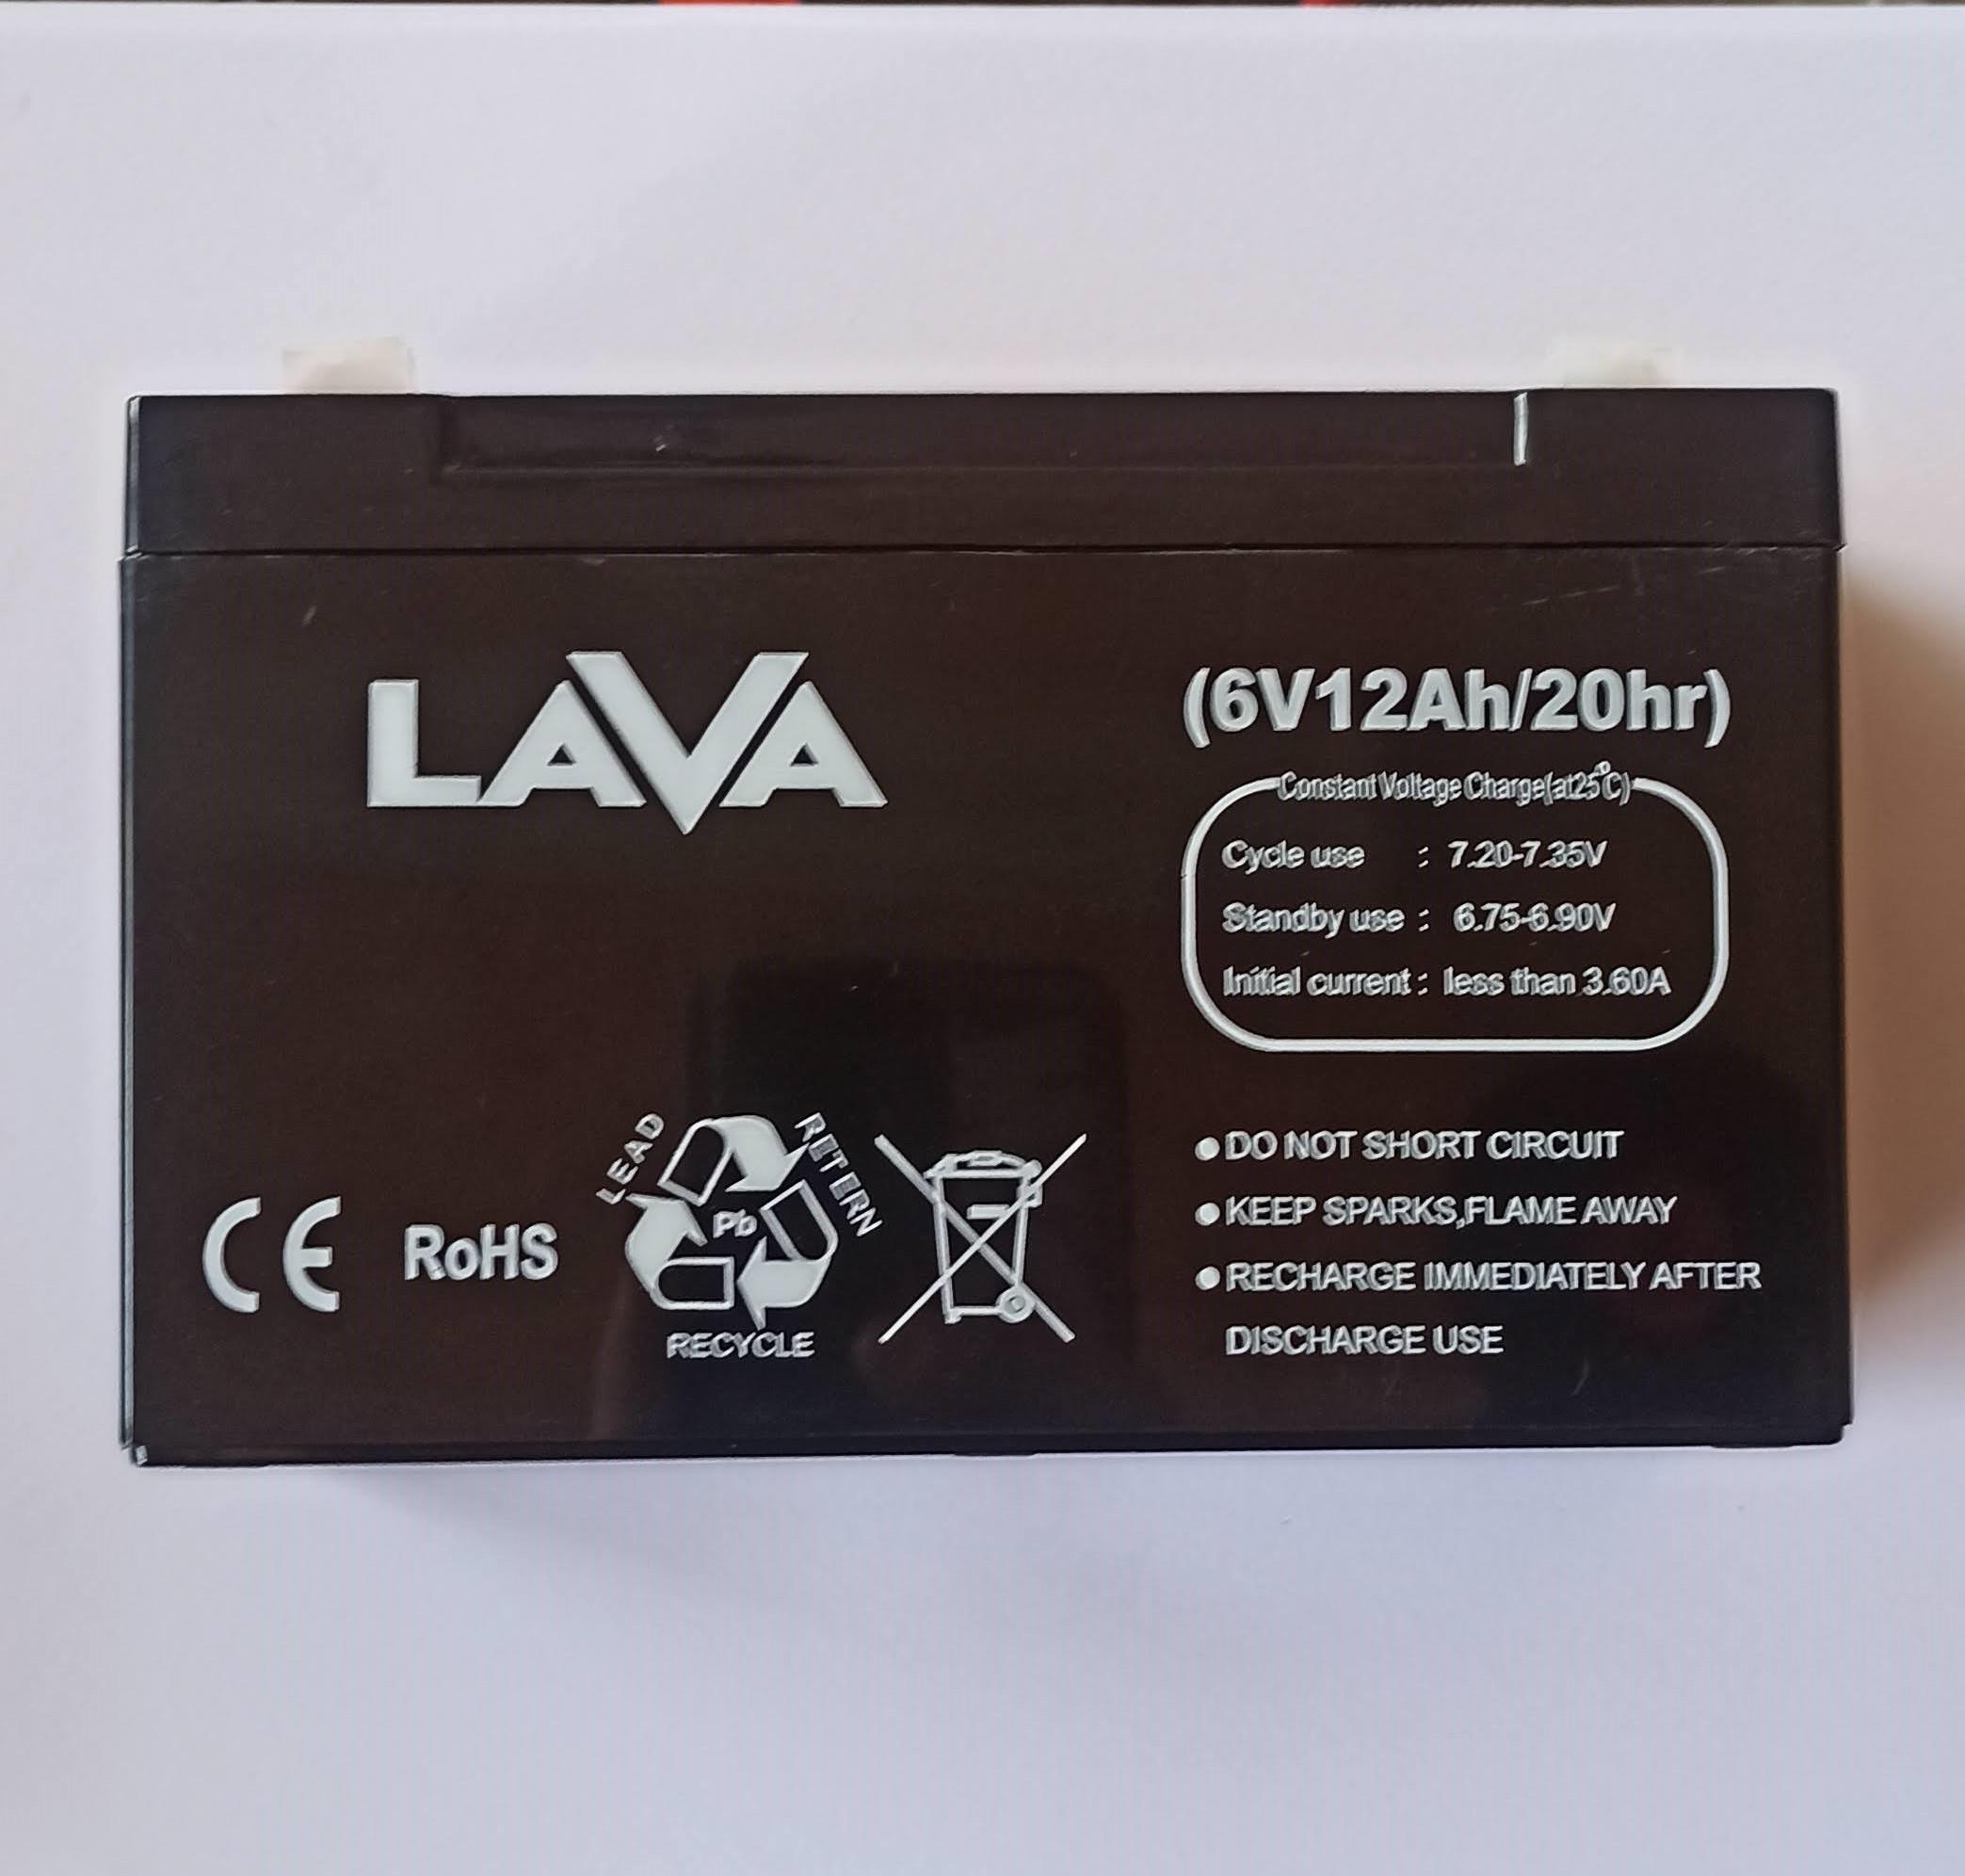 LAVA
(6V12Ah/20hr)
Constant Voltage Charge(at25°C)
Cycle use : 7.20-7.35V
Standby use : 6.75-6.90V
Initial current : less than 3.60A
DO NOT SHORT CIRCUIT
KEEP SPARKS,FLAME AWAY
RECHARGE IMMEDIATELY AFTER
DISCHARGE USE
CE
RoHS
LEAD
RETERN
Pb
RECYCLE